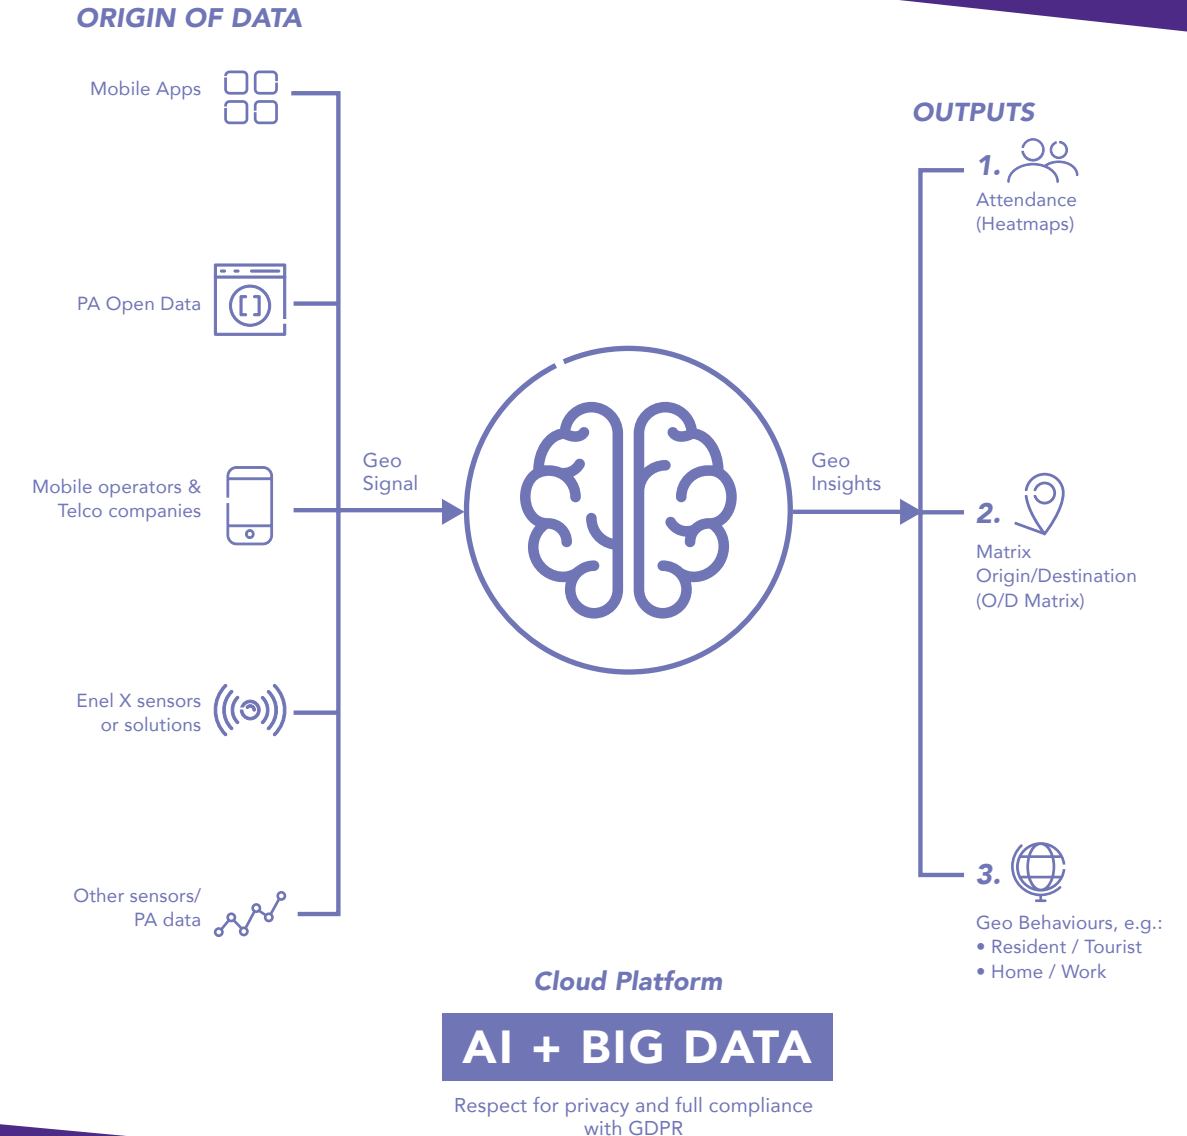 ORIGIN OF DATA
Mobile Apps
PA Open Data
Mobile operators &
Telco companies
Enel X sensors
or solutions
Other sensors/
PA data
Geo
Signal
Geo
Insights
OUTPUTS
1.
Attendance
(Heatmaps)
2.
Matrix
Origin/Destination
(O/D Matrix)
3.
Geo Behaviours, e.g.:
• Resident / Tourist
• Home / Work
Cloud Platform
AI + BIG DATA
Respect for privacy and full compliance
with GDPR